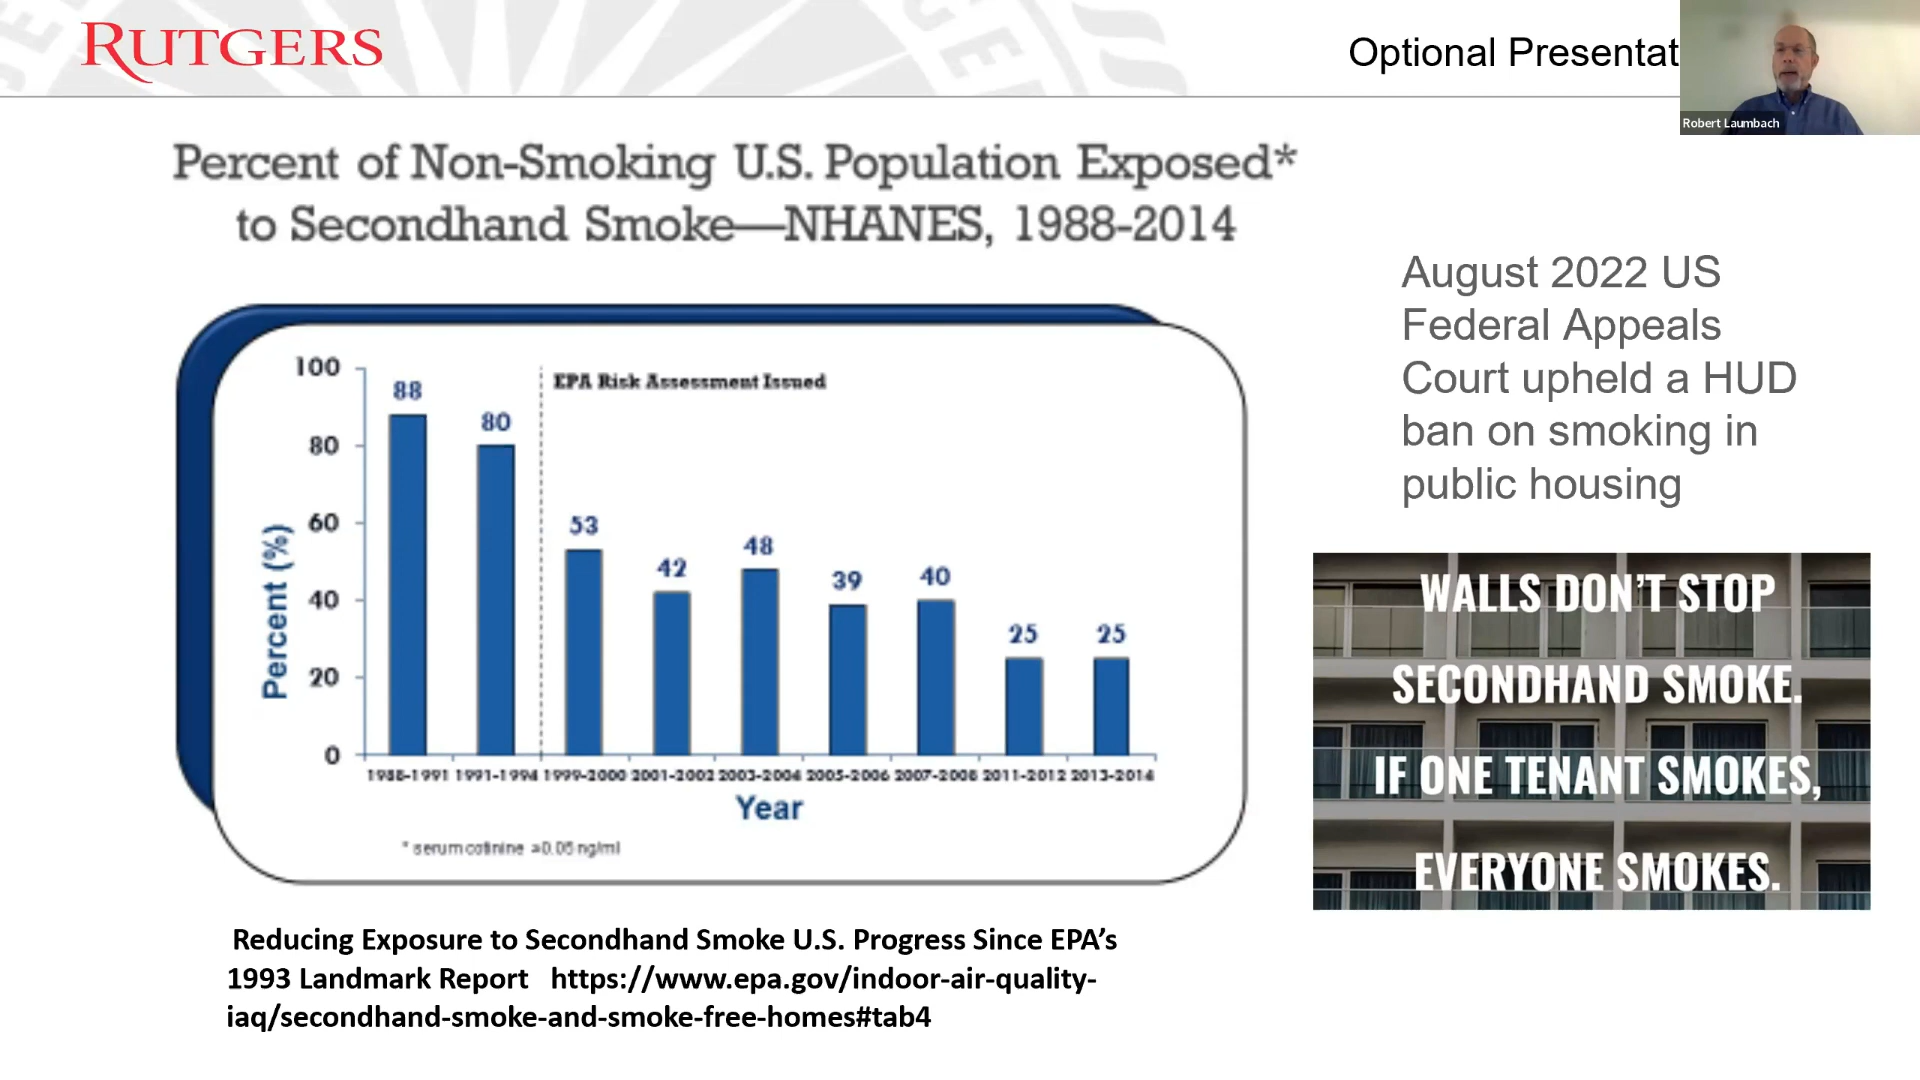 RUTGERS
Optional Presentat
Robert Laumbach
Percent of Non-Smoking U.S. Population Exposed*
to Secondhand Smoke—NHANES, 1988-2014
August 2022 US
Federal Appeals
Court upheld a HUD
ban on smoking in
public housing
100
80
60
40
20
0
Percent (%)
EPA Risk Assessment Issued
88
80
53
42
48
39
40
25
25
1988-1991 1991-1994 1999-2000 2001-2002 2003-2004 2005-2006 2007-2008 2011-2012 2013-2014
Year
* serum cotinine ≥0.05 ng/ml
WALLS DON'T STOP
SECONDHAND SMOKE.
IF ONE TENANT SMOKES,
EVERYONE SMOKES.
Reducing Exposure to Secondhand Smoke U.S. Progress Since EPA's
1993 Landmark Report https://www.epa.gov/indoor-air-quality-
iaq/secondhand-smoke-and-smoke-free-homes#tab4